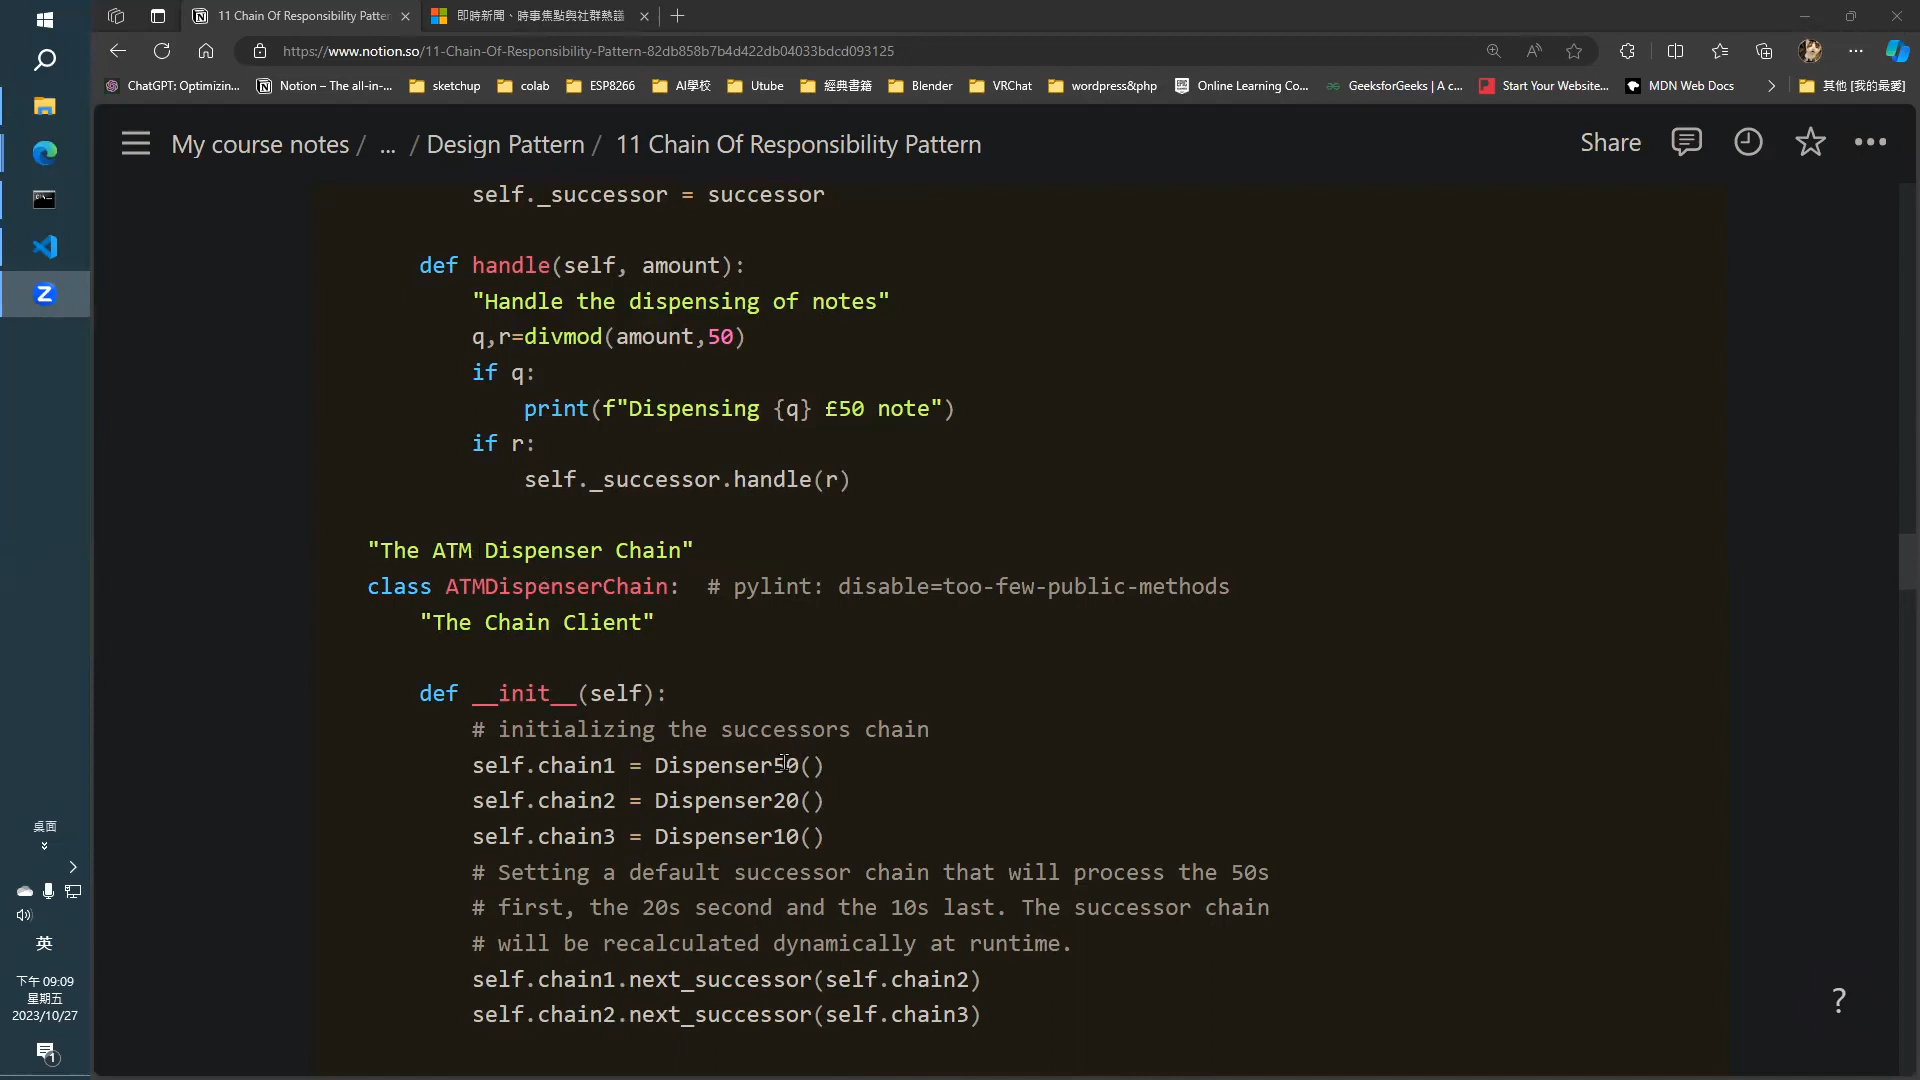 11 Chain Of Responsibility Patter
即時新聞、時事焦點與社群熱議
https://www.notion.so/11-Chain-Of-Responsibility-Pattern-82db858b7b4d422db04033bdcd093125
ChatGPT: Optimizin...
Notion – The all-in-...
sketchup
colab
ESP8266
AI學校
Utube
經典書籍
Blender
VRChat
wordpress&php
Online Learning Co...
GeeksforGeeks | A c...
Start Your Website...
MDN Web Docs
其他 [我的最愛]
My course notes / ... / Design Pattern / 11 Chain Of Responsibility Pattern
Share
self._successor = successor
def handle(self, amount):
"Handle the dispensing of notes"
q,r=divmod(amount,50)
if q:
print(f"Dispensing {q} £50 note")
if r:
self._successor.handle(r)
"The ATM Dispenser Chain"
class ATMDispenserChain:  # pylint: disable=too-few-public-methods
"The Chain Client"
def __init__(self):
# initializing the successors chain
self.chain1 = Dispenser50()
self.chain2 = Dispenser20()
self.chain3 = Dispenser10()
# Setting a default successor chain that will process the 50s
# first, the 20s second and the 10s last. The successor chain
# will be recalculated dynamically at runtime.
self.chain1.next_successor(self.chain2)
self.chain2.next_successor(self.chain3)
?
桌面
英
下午 09:09
星期五
2023/10/27
1